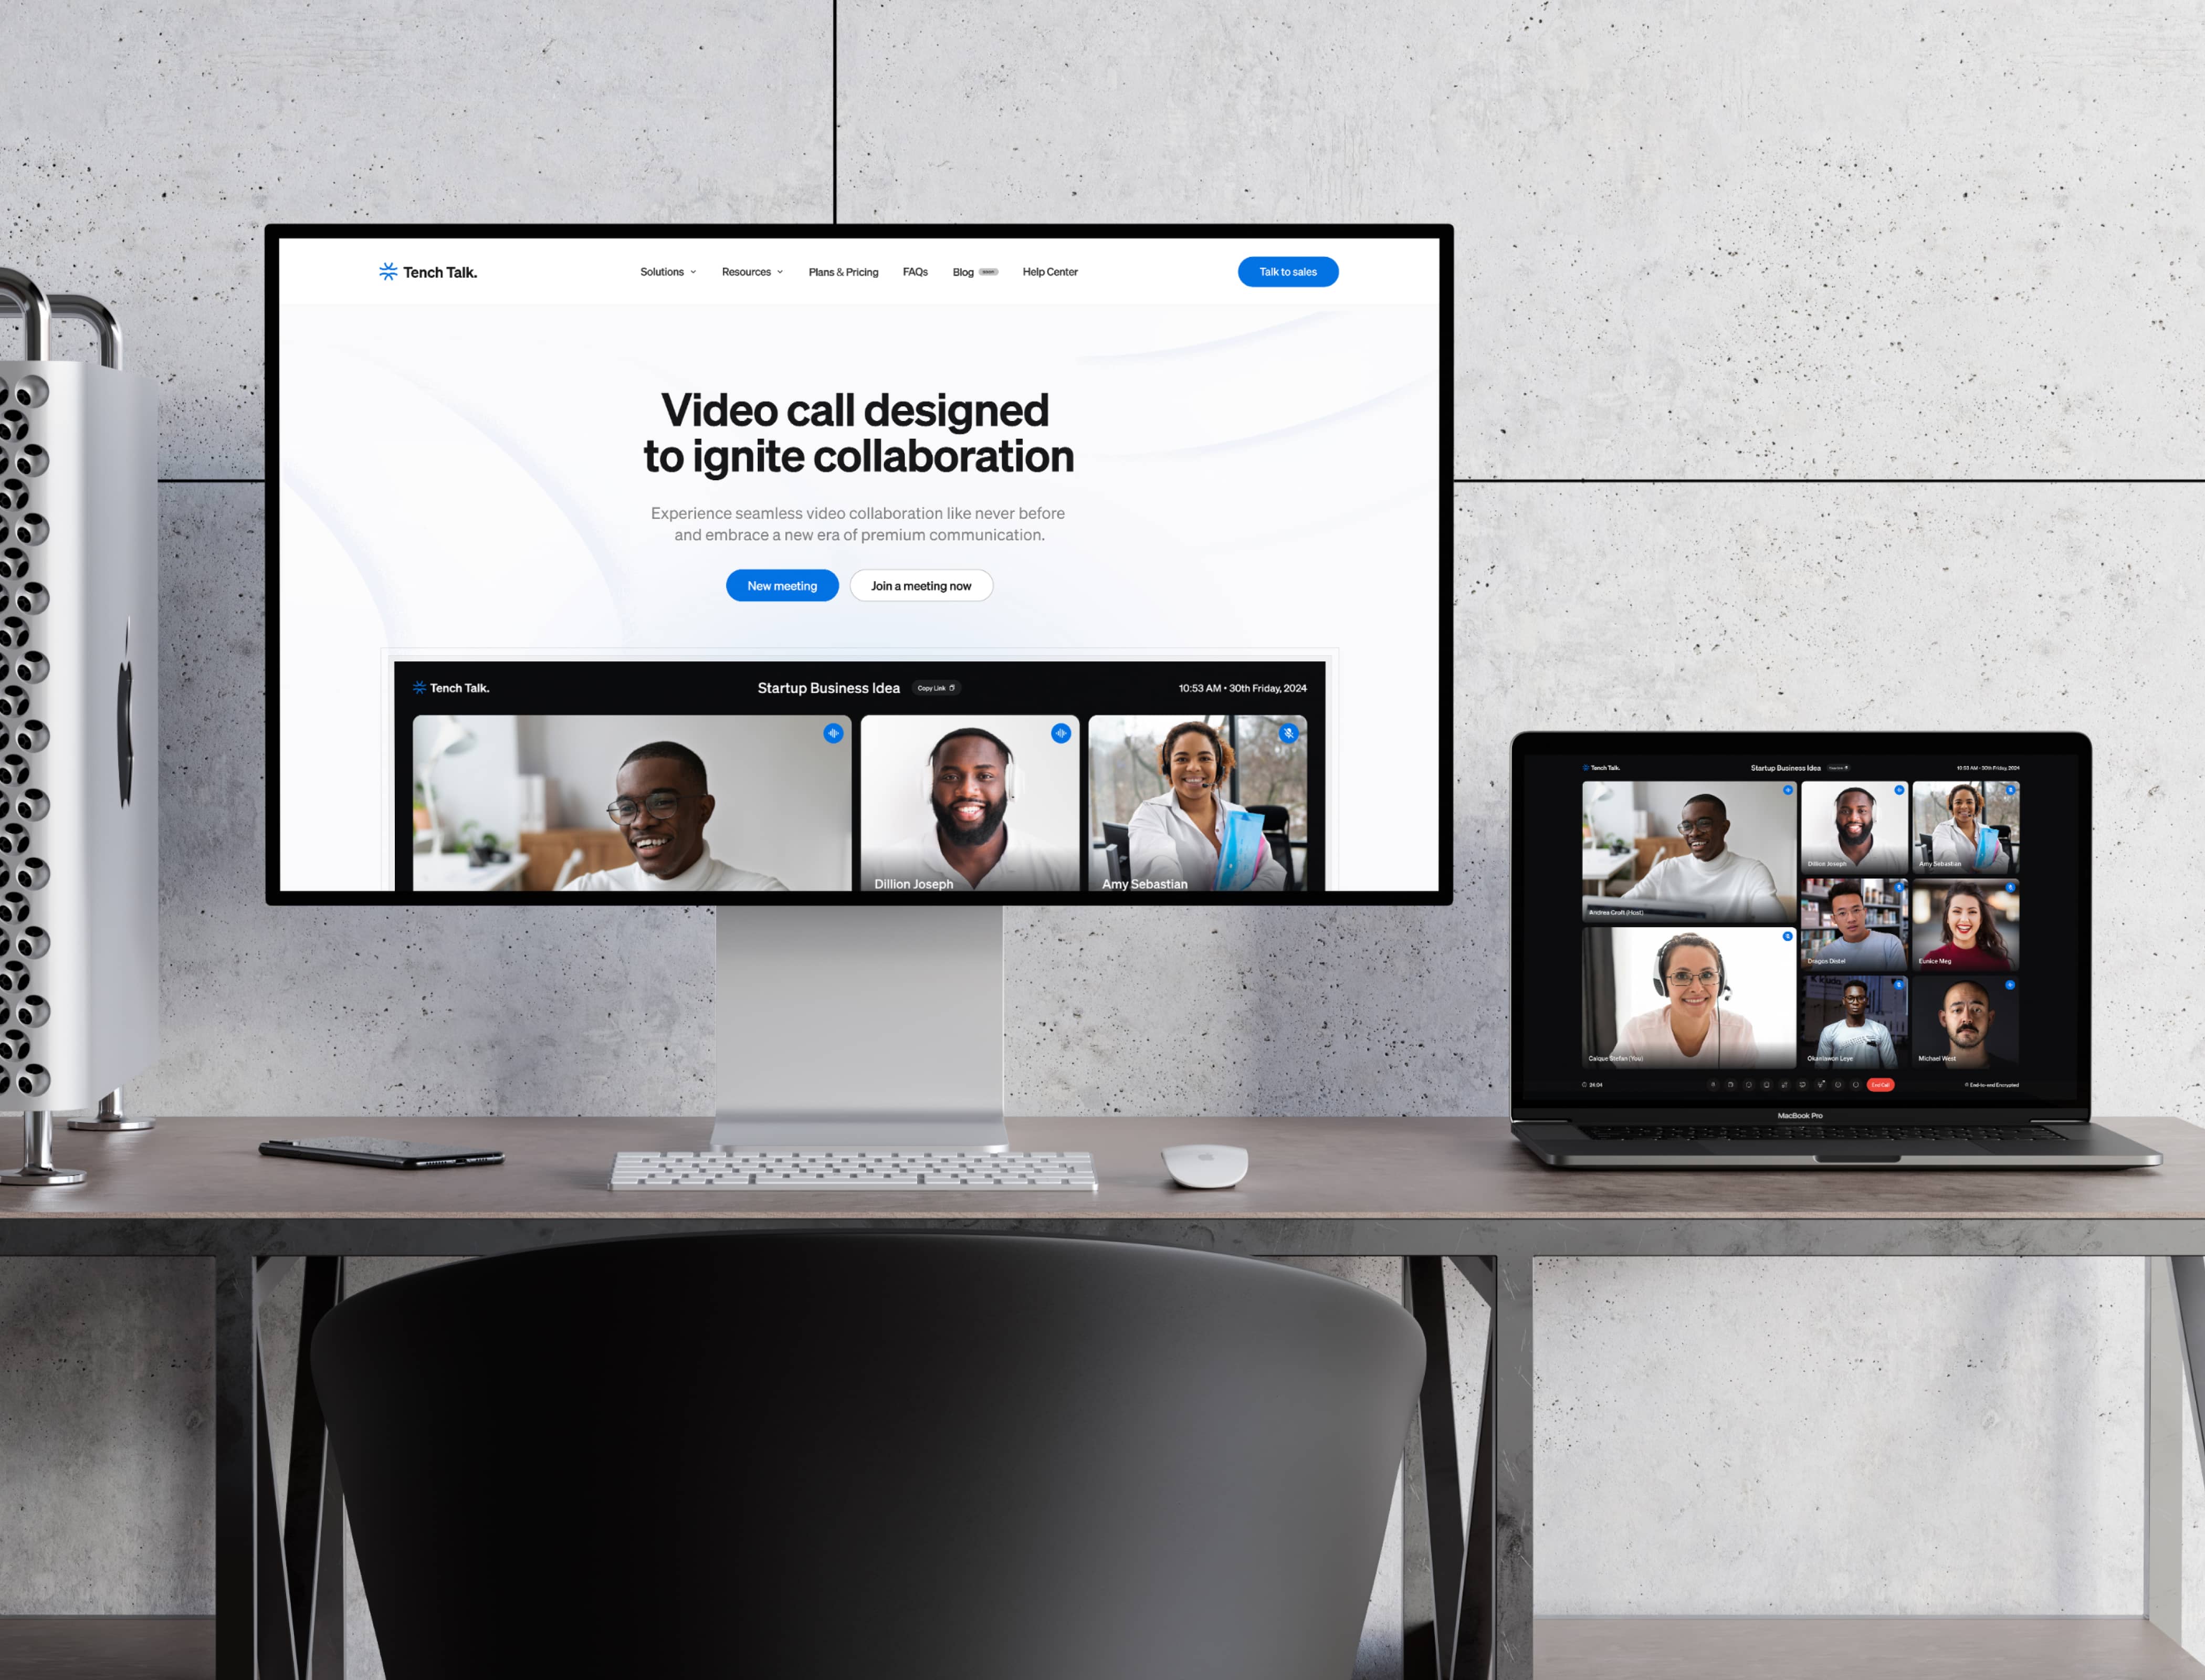 Tench Talk.
Solutions
Resources
Plans & Pricing
FAQs
Blog
Help Center
Talk to sales
Video call designed
to ignite collaboration
Experience seamless video collaboration like never before
and embrace a new era of premium communication.
New meeting
Join a meeting now
Tench Talk.
Startup Business Idea
Copy Link
10:53 AM • 30th Friday, 2024
Dillion Joseph
Amy Sebastian
Tench Talk.
Startup Business Idea
10:53 AM • 30th Friday, 2024
Dillion Joseph
Amy Sebastian
Andrea Graft (Host)
Dragos Distel
Eunice Meg
Caique Stefan (You)
Okanlawon Leye
Michael West
24:04
End Call
End-to-end Encrypted
MacBook Pro